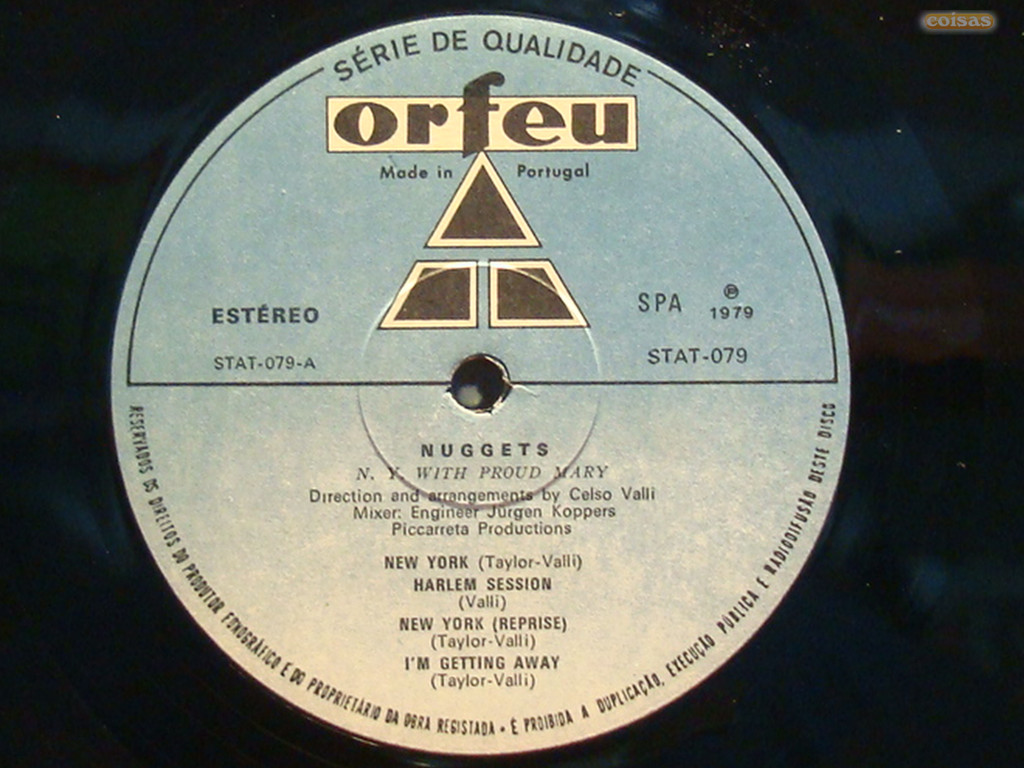 coisas
SÉRIE DE QUALIDADE
orfeu
Made in Portugal
ESTÉREO
SPA ℗ 1979
STAT-079-A
STAT-079
NUGGETS
N. Y. WITH PROUD MARY
Direction and arrangements by Celso Valli
Mixer: Engineer Jürgen Koppers
Piccarreta Productions
NEW YORK (Taylor-Valli)
HARLEM SESSION
(Valli)
NEW YORK (REPRISE)
(Taylor-Valli)
I'M GETTING AWAY
(Taylor-Valli)
RESERVADOS OS DIREITOS DO PRODUTOR FONOGRÁFICO E DO PROPRIETÁRIO DA OBRA REGISTADA - É PROIBIDA A DUPLICAÇÃO, EXECUÇÃO PÚBLICA E RADIODIFUSÃO DESTE DISCO